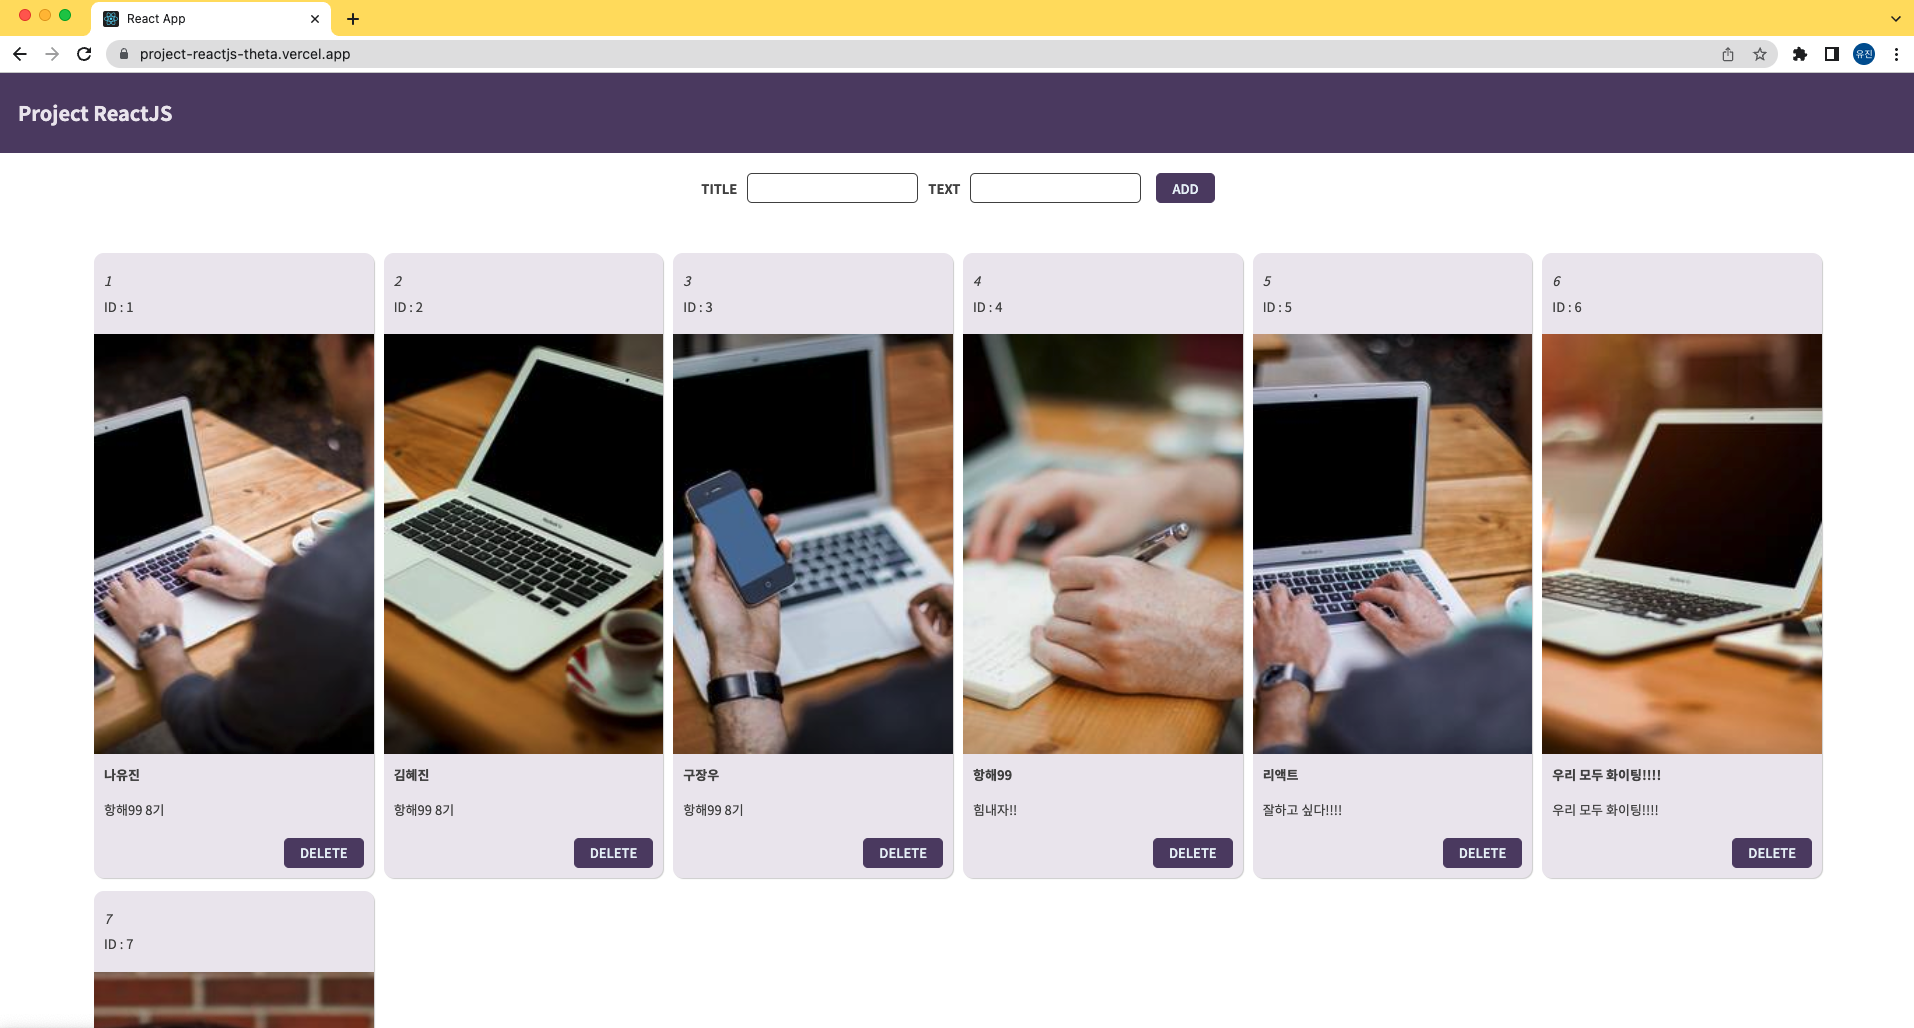 React App
project-reactjs-theta.vercel.app
유진
Project ReactJS
TITLE TEXT ADD
1
ID : 1
나유진
항해99 8기
DELETE
2
ID : 2
김혜진
항해99 8기
DELETE
3
ID : 3
구장우
항해99 8기
DELETE
4
ID : 4
항해99
힘내자!!
DELETE
5
ID : 5
리액트
잘하고 싶다!!!!
DELETE
6
ID : 6
우리 모두 화이팅!!!!
우리 모두 화이팅!!!!
DELETE
7
ID : 7